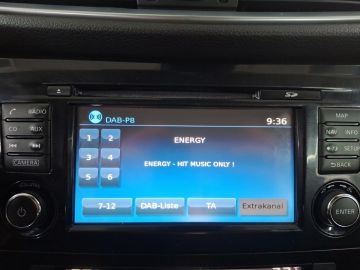 SD
RADIO
CD AUX
CAMERA
DAB-PB
9:36
1 2
3 4
5 6
ENERGY
ENERGY - HIT MUSIC ONLY !
7-12
DAB-Liste
TA
Extrakanal
MAP
NAV INFO
SETUP
BACK
ENTER